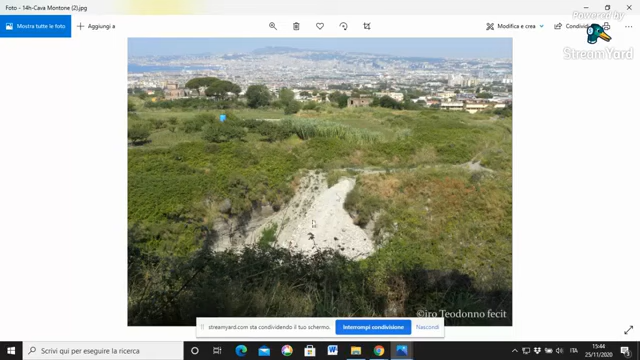 Foto - 14h-Cava Montone (2).jpg
Mostra tutte le foto
Aggiungi a
Modifica e crea
Condividi
Powered by
StreamYard
©iro Teodonno fecit
streamyard.com sta condividendo il tuo schermo.
Interrompi condivisione
Nascondi
Scrivi qui per eseguire la ricerca
ITA
15:44
25/11/2020